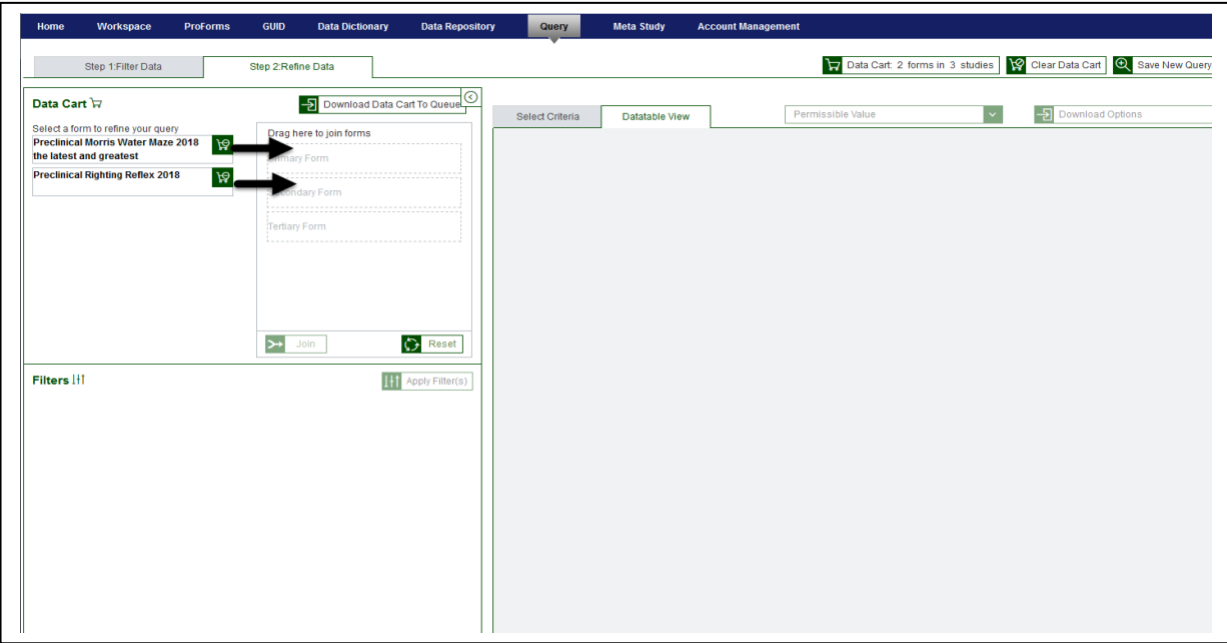 Home Workspace ProForms GUID Data Dictionary Data Repository Query Meta Study Account Management
Step 1:Filter Data Step 2:Refine Data Data Cart: 2 forms in 3 studies Clear Data Cart Save New Query
Data Cart Download Data Cart To Queue
Select Criteria Datatable View Permissible Value Download Options
Select a form to refine your query
Drag here to join forms
Preclinical Morris Water Maze 2018
the latest and greatest
Form
Preclinical Righting Reflex 2018
Form
Tertiary Form
Join Reset
Filters Apply Filter(s)